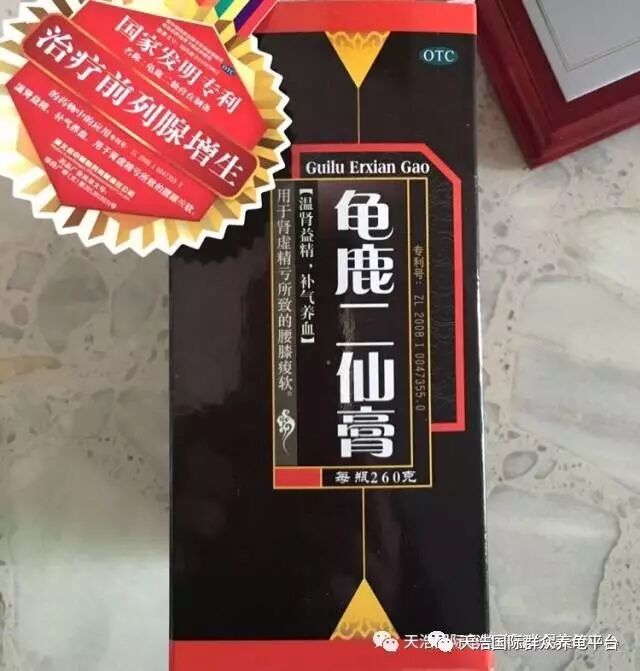 国家发明专利
治疗前列腺增生
OTC
Guilu Erxian Gao
龟鹿二仙膏
【温肾益精,补气养血】
用于肾虚精亏所致的腰膝痠软。
专利号: ZL 2008 1 0047355.0
每瓶260克
天浩国际群众养龟平台